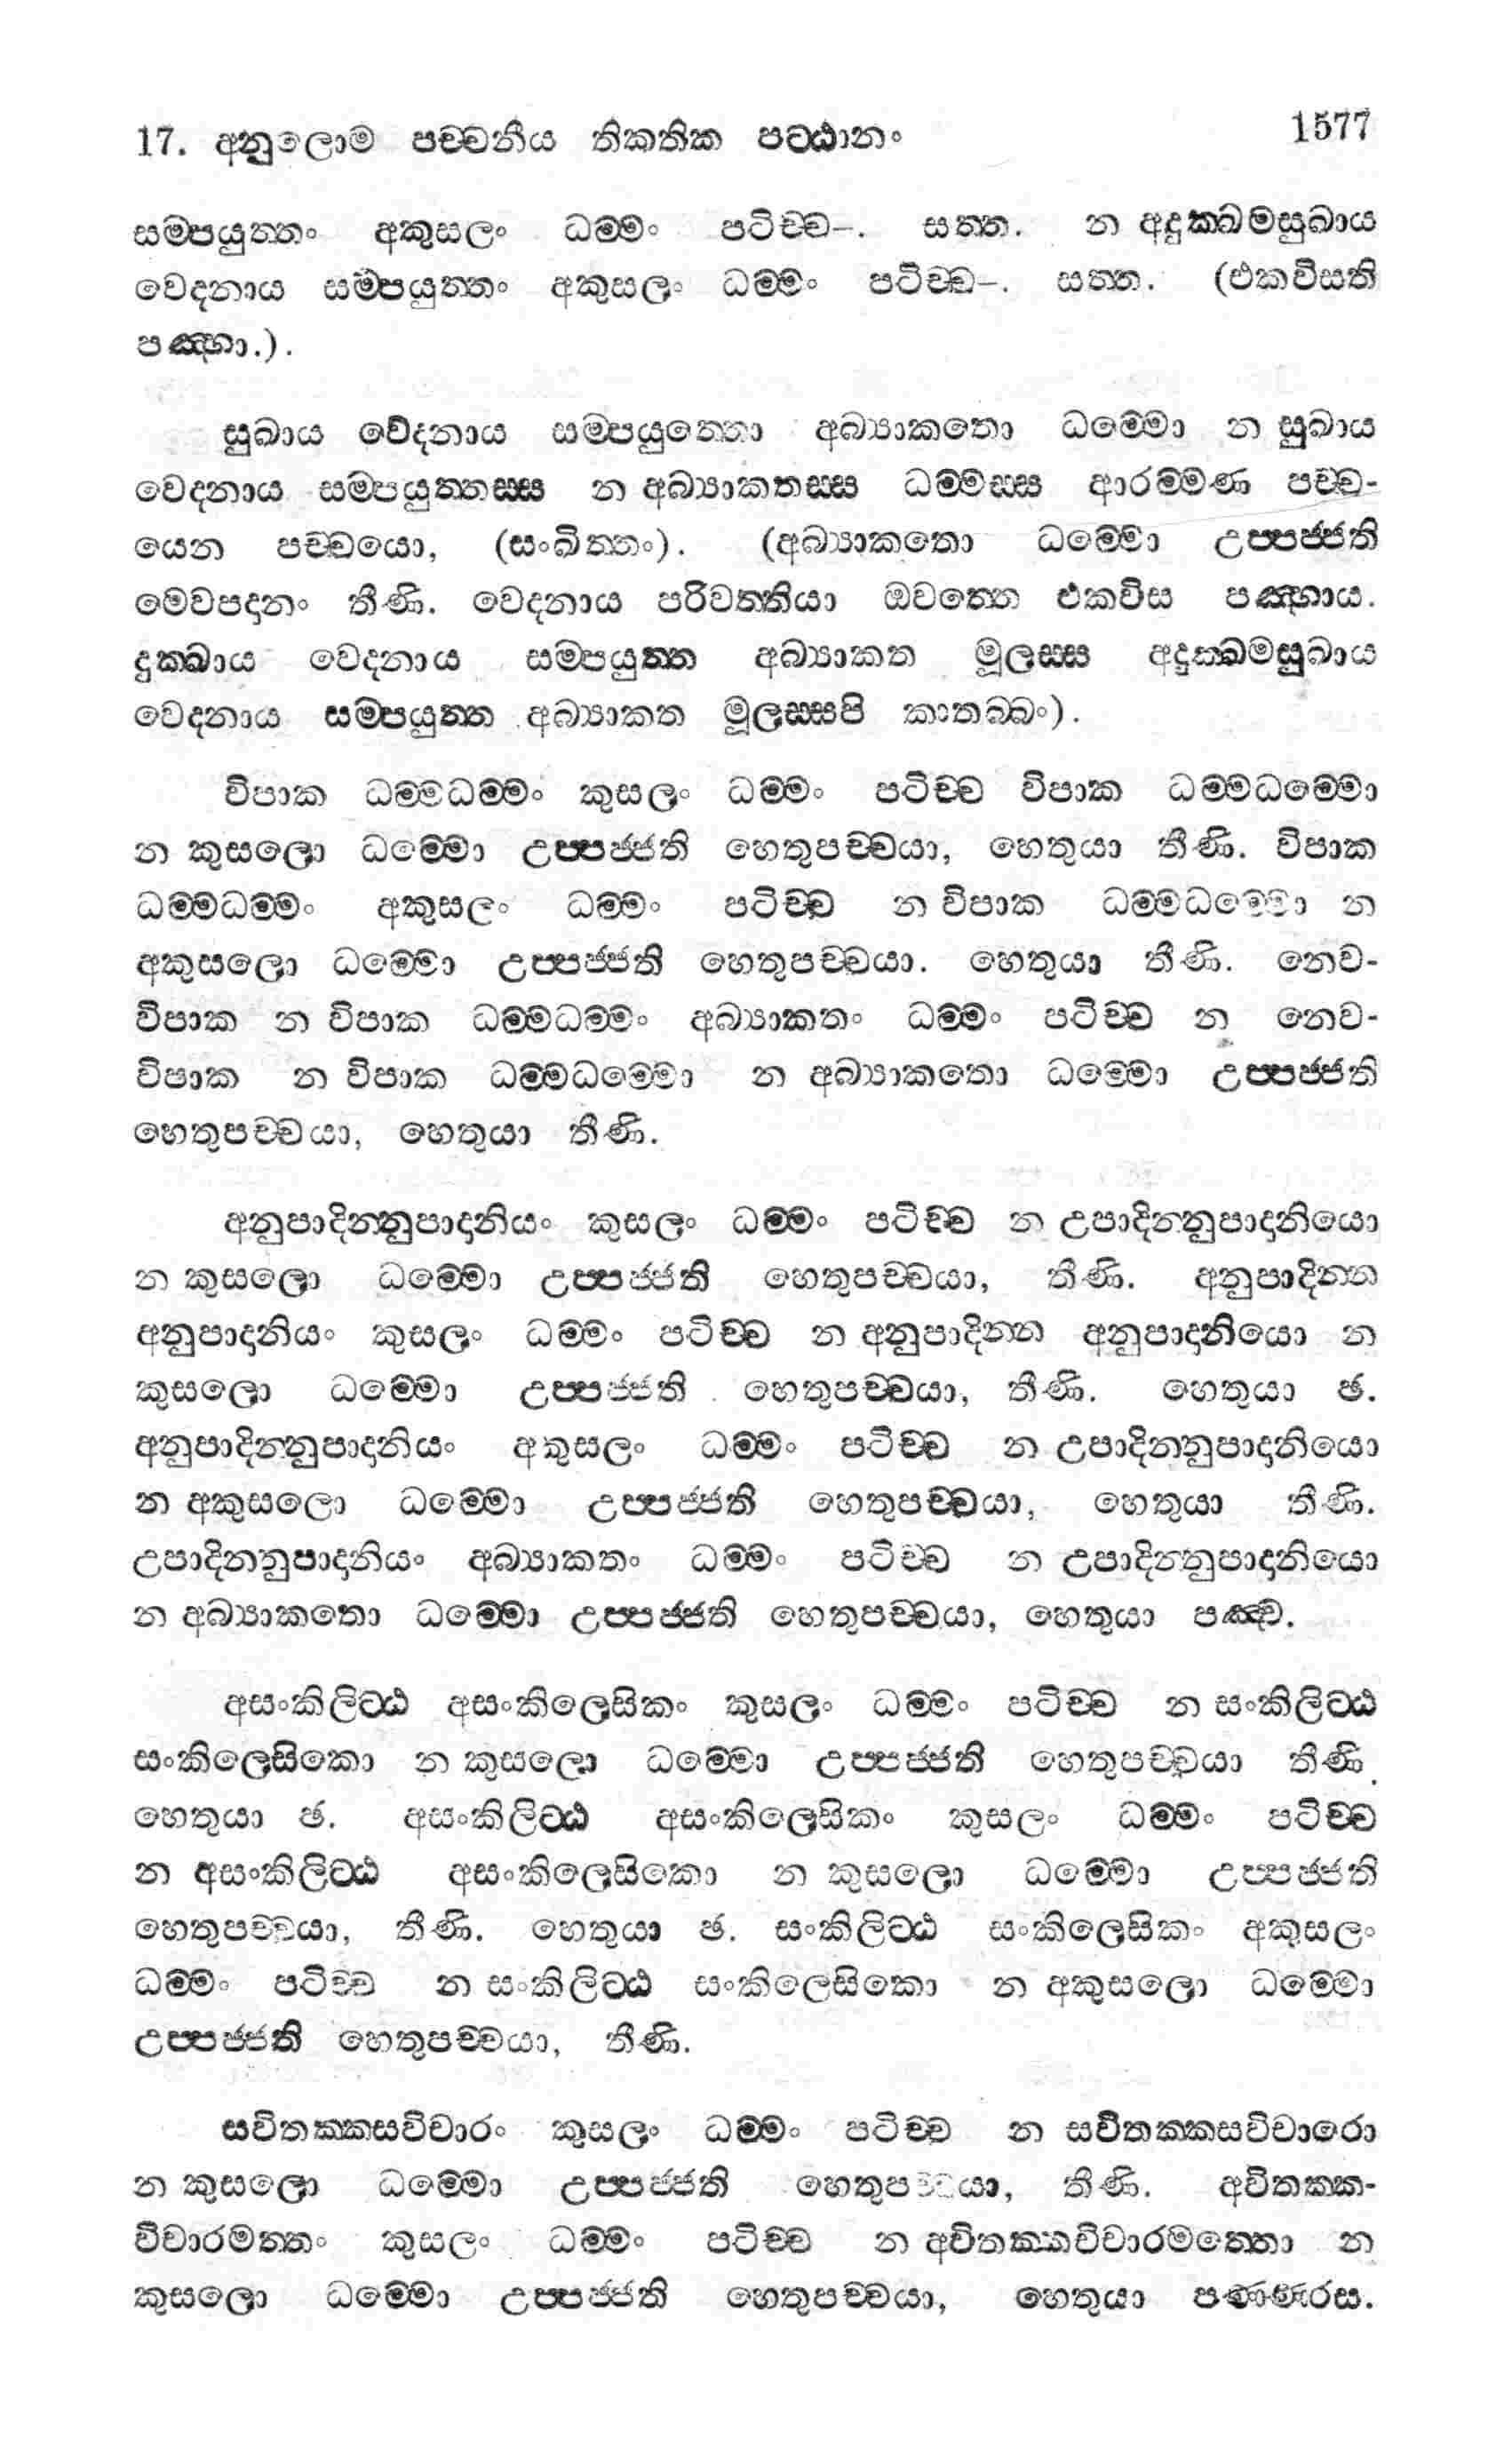 17. අනුලොම පච්චනීය තිකතික පට්ඨානං 1577
සම්පයුත්තං අකුසලං ධම්මං පටිච්ච–. සත්ත. න අදුක්ඛමසුඛාය
වෙදනාය සම්පයුත්තං අකුසලං ධම්මං පටිච්ච–. සත්ත. (එකවීසති
පඤ්හා.).
සුඛාය වේදනාය සම්පයුත්තො අබ්‍යාකතො ධම්මො න සුඛාය
වෙදනාය සම්පයුත්තස්ස න අබ්‍යාකතස්ස ධම්මස්ස ආරම්මණ පච්ච-
යෙන පච්චයො, (සංඛිත්තං). (අබ්‍යාකතො ධම්මො උප්පජ්ජති
මෙවපදානං තීණි. වෙදනාය පරිවත්තියා ඔවත්තෙ එකවිස පඤ්හාය.
දුක්ඛාය වෙදනාය සම්පයුත්ත අබ්‍යාකත මූලස්ස අදුක්ඛමසුඛාය
වෙදනාය සම්පයුත්ත අබ්‍යාකත මූලස්සපි කාතබ්බං).
විපාක ධම්මධම්මං කුසලං ධම්මං පටිච්ච විපාක ධම්මධම්මො
න කුසලො ධම්මො උප්පජ්ජති හෙතුපච්චයා, හෙතුයා තීණි. විපාක
ධම්මධම්මං අකුසලං ධම්මං පටිච්ච න විපාක ධම්මධම්මො න
අකුසලො ධම්මො උප්පජ්ජති හෙතුපච්චයා. හෙතුයා තීණි. නෙව-
විපාක න විපාක ධම්මධම්මං අබ්‍යාකතං ධම්මං පටිච්ච න නෙව-
විපාක න විපාක ධම්මධම්මො න අබ්‍යාකතො ධම්මො උප්පජ්ජති
හෙතුපච්චයා, හෙතුයා තීණි.
අනුපාදින්නුපාදානියං කුසලං ධම්මං පටිච්ච න උපාදින්නුපාදානියො
න කුසලො ධම්මො උප්පජ්ජති හෙතුපච්චයා, තීණි. අනුපාදින්න
අනුපාදානියං කුසලං ධම්මං පටිච්ච න අනුපාදින්න අනුපාදානියො න
කුසලො ධම්මො උප්පජ්ජති හෙතුපච්චයා, තීණි. හෙතුයා ඡ.
අනුපාදින්නුපාදානියං අකුසලං ධම්මං පටිච්ච න උපාදින්නුපාදානියො
න අකුසලො ධම්මො උප්පජ්ජති හෙතුපච්චයා, හෙතුයා තීණි.
උපාදින්නුපාදානියං අබ්‍යාකතං ධම්මං පටිච්ච න උපාදින්නුපාදානියො
න අබ්‍යාකතො ධම්මො උප්පජ්ජති හෙතුපච්චයා, හෙතුයා පඤ්ච.
අසංකිලිට්ඨ අසංකිලෙසිකං කුසලං ධම්මං පටිච්ච න සංකිලිට්ඨ
සංකිලෙසිකො න කුසලො ධම්මො උප්පජ්ජති හෙතුපච්චයා තීණි.
හෙතුයා ඡ. අසංකිලිට්ඨ අසංකිලෙසිකං කුසලං ධම්මං පටිච්ච
න අසංකිලිට්ඨ අසංකිලෙසිකො න කුසලො ධම්මො උප්පජ්ජති
හෙතුපච්චයා, තීණි. හෙතුයා ඡ. සංකිලිට්ඨ සංකිලෙසිකං අකුසලං
ධම්මං පටිච්ච න සංකිලිට්ඨ සංකිලෙසිකො න අකුසලො ධම්මො
උප්පජ්ජති හෙතුපච්චයා, තීණි.
සවිතක්කසවිචාරං කුසලං ධම්මං පටිච්ච න සවිතක්කසවිචාරො
න කුසලො ධම්මො උප්පජ්ජති හෙතුපච්චයා, තීණි. අවිතක්ක-
විචාරමත්තං කුසලං ධම්මං පටිච්ච න අවිතක්කවිචාරමත්තො න
කුසලො ධම්මො උප්පජ්ජති හෙතුපච්චයා, හෙතුයා පණ්ණරස.